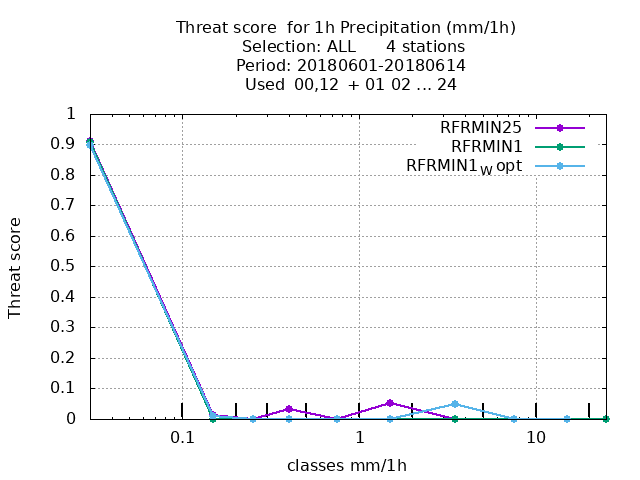 Threat score  for 1h Precipitation (mm/1h)
Selection: ALL      4 stations
Period: 20180601-20180614
Used  00,12  + 01 02 ... 24
RFRMIN25
RFRMIN1
RFRMIN1W opt
1
0.9
0.8
0.7
0.6
0.5
0.4
0.3
0.2
0.1
0
Threat score
0.1
1
10
classes mm/1h